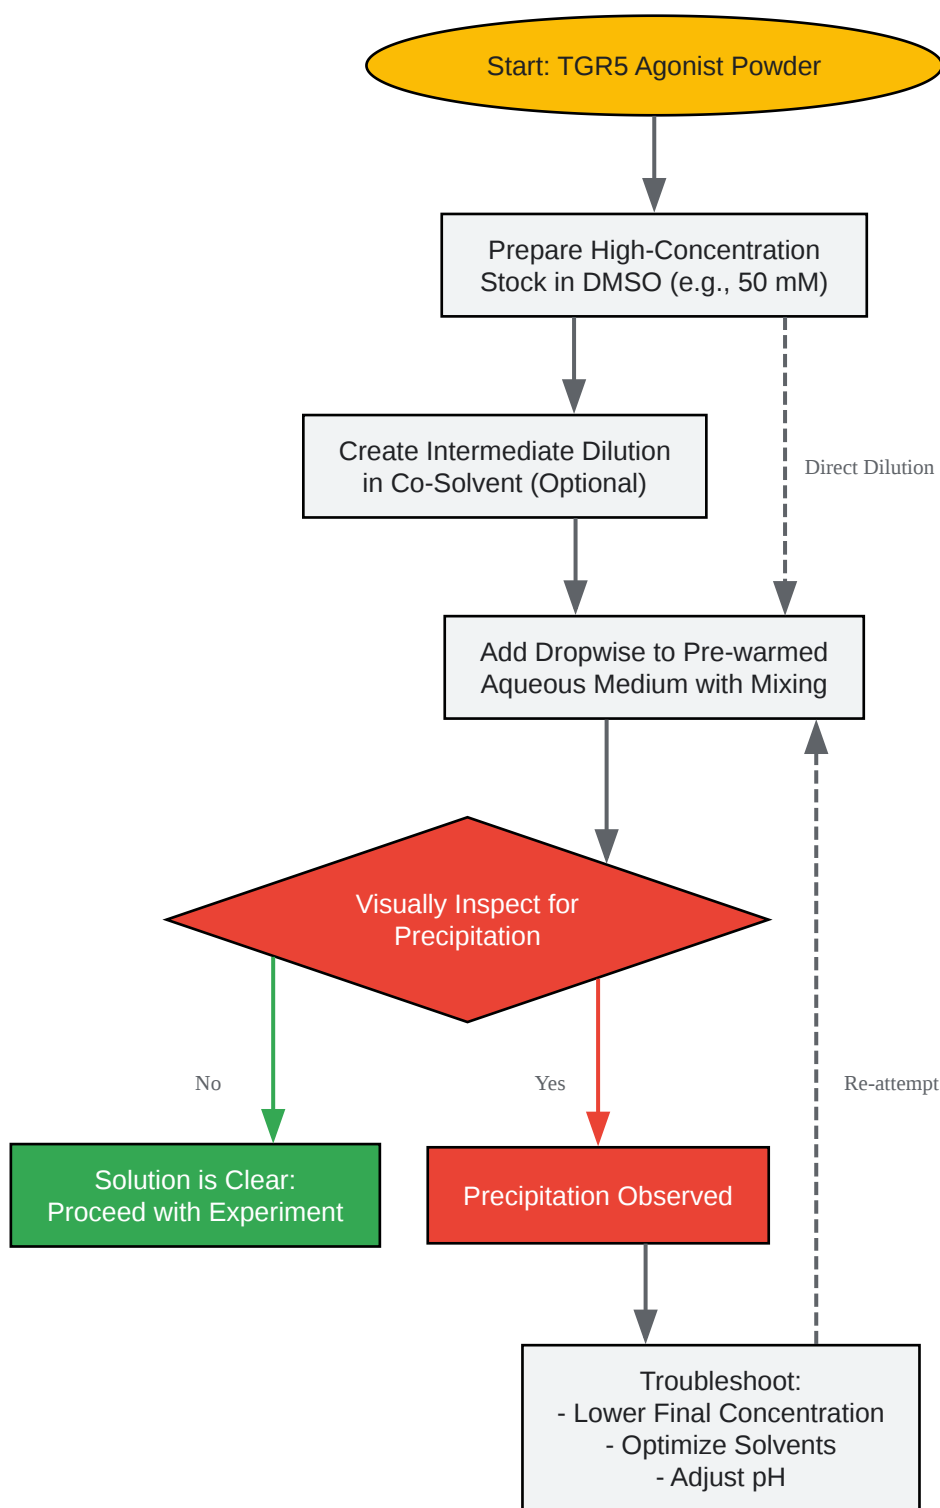 Start: TGR5 Agonist Powder
Prepare High-Concentration
Stock in DMSO (e.g., 50 mM)
Create Intermediate Dilution
in Co-Solvent (Optional)
Direct Dilution
Add Dropwise to Pre-warmed
Aqueous Medium with Mixing
Visually Inspect for
Precipitation
No
Yes
Re-attempt
Solution is Clear:
Proceed with Experiment
Precipitation Observed
Troubleshoot:
- Lower Final Concentration
- Optimize Solvents
- Adjust pH